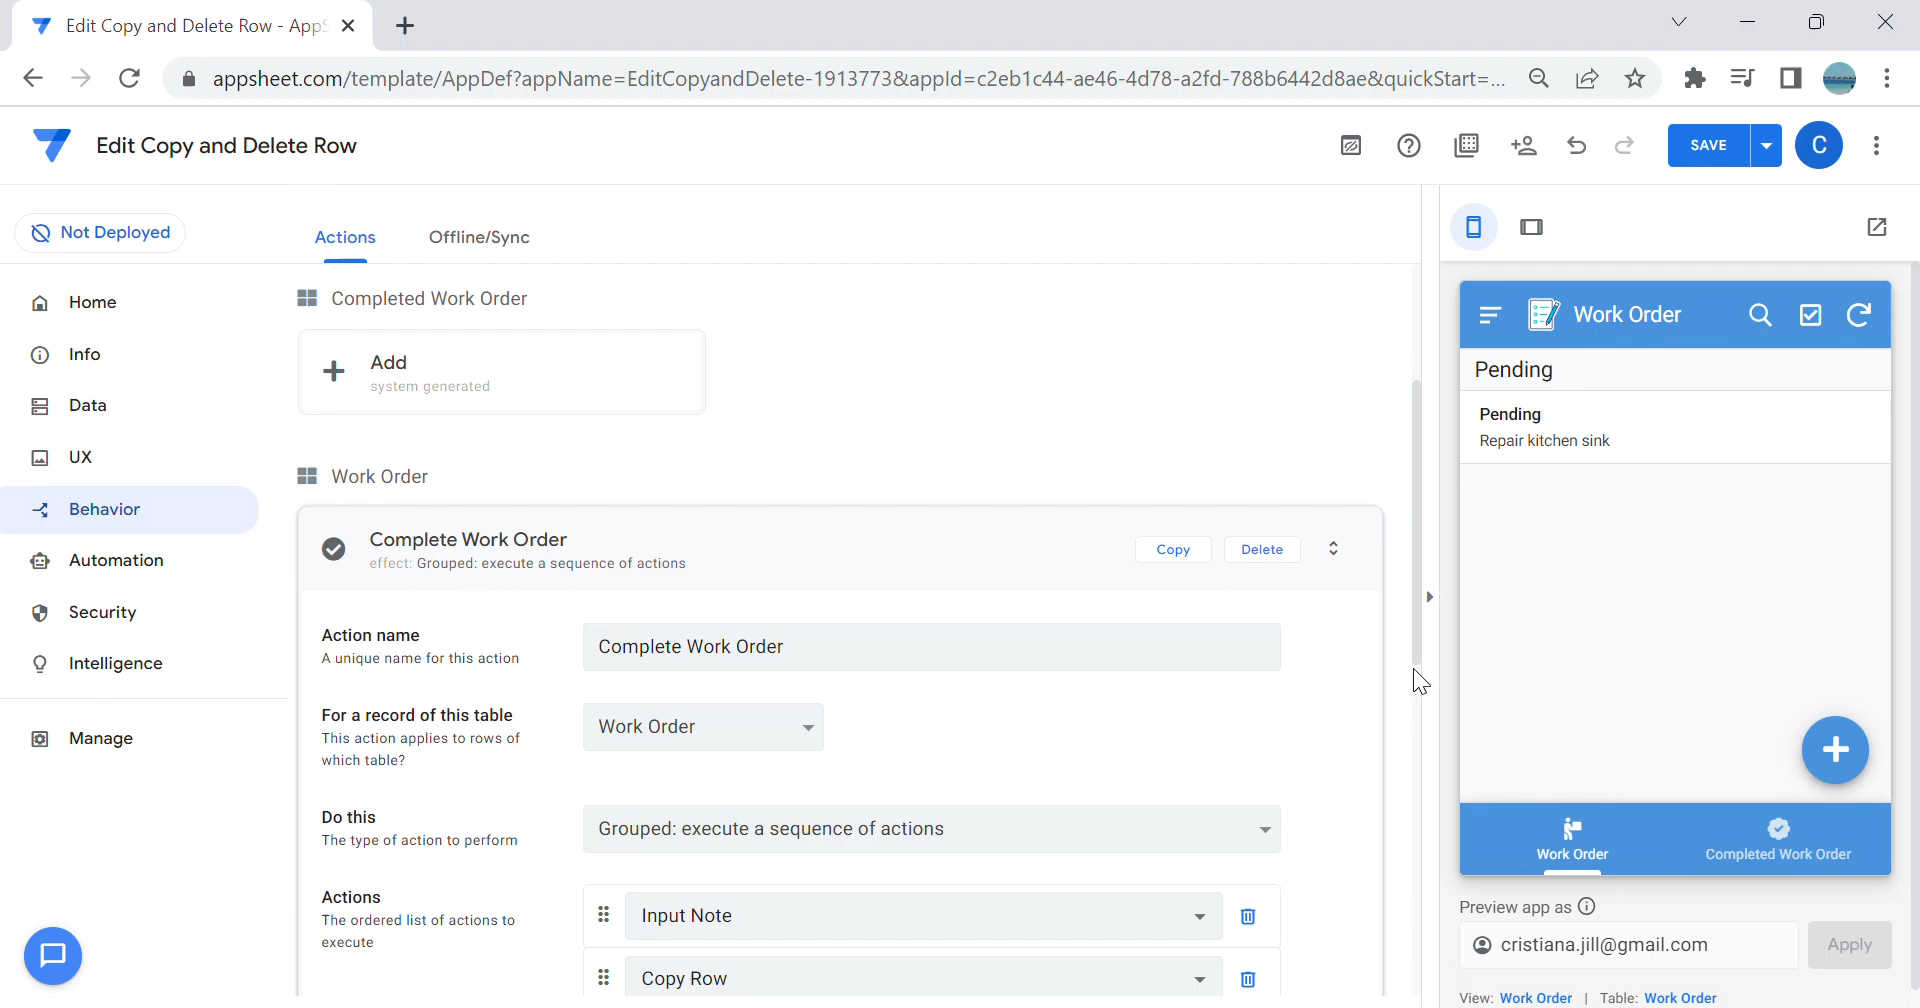 Edit Copy and Delete Row - App
appsheet.com/template/AppDef?appName=EditCopyandDelete-1913773&appId=c2eb1c44-ae46-4d78-a2fd-788b6442d8ae&quickStart=...
Edit Copy and Delete Row
SAVE
C
Not Deployed
Actions
Offline/Sync
Home
Info
Data
UX
Behavior
Automation
Security
Intelligence
Manage
Completed Work Order
Add
system generated
Work Order
Complete Work Order
effect: Grouped: execute a sequence of actions
Copy
Delete
Action name
A unique name for this action
Complete Work Order
For a record of this table
This action applies to rows of
which table?
Work Order
Do this
The type of action to perform
Grouped: execute a sequence of actions
Actions
The ordered list of actions to
execute
Input Note
Copy Row
Work Order
Pending
Pending
Repair kitchen sink
Work Order
Completed Work Order
Preview app as
cristiana.jill@gmail.com
Apply
View: Work Order | Table: Work Order